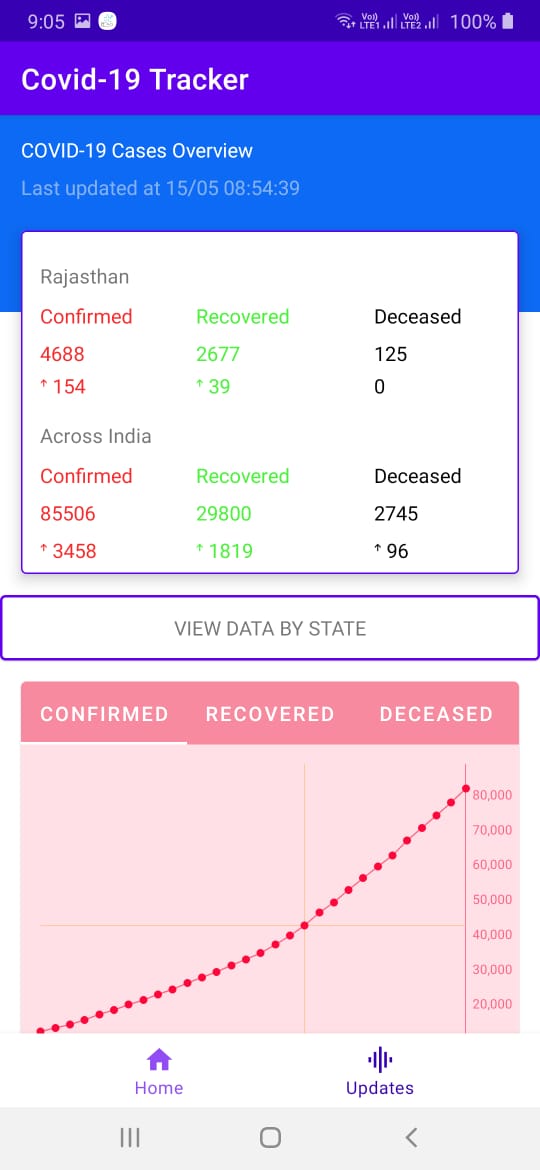 9:05 Vo) LTE1 Vo) LTE2 100%
Covid-19 Tracker
COVID-19 Cases Overview
Last updated at 15/05 08:54:39
Rajasthan
Confirmed Recovered Deceased
4688 2677 125
↑ 154 ↑ 39 0
Across India
Confirmed Recovered Deceased
85506 29800 2745
↑ 3458 ↑ 1819 ↑ 96
VIEW DATA BY STATE
CONFIRMED RECOVERED DECEASED
80,000
70,000
60,000
50,000
40,000
30,000
20,000
Home Updates